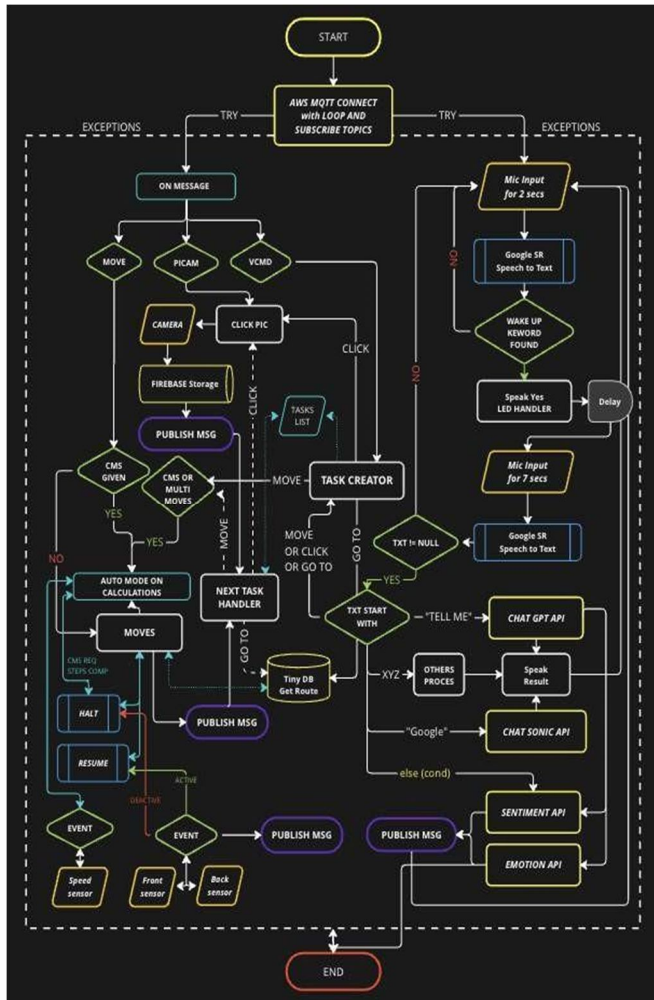 START
AWS MQTT CONNECT
with LOOP AND
SUBSCRIBE TOPICS
TRY
TRY
EXCEPTIONS
EXCEPTIONS
ON MESSAGE
Mic Input
for 2 secs
MOVE
PICAM
VCMD
Google SR
Speech to Text
NO
CAMERA
CLICK PIC
WAKE UP
KEWORD
FOUND
CLICK
NO
FIREBASE Storage
CLICK
Speak Yes
LED HANDLER
Delay
TASKS
LIST
PUBLISH MSG
CMS
GIVEN
CMS OR
MULTI
MOVES
MOVE
TASK CREATOR
Mic Input
for 7 secs
YES
YES
MOVE
MOVE
OR CLICK
OR GO TO
GO TO
TXT != NULL
Google SR
Speech to Text
NO
YES
AUTO MODE ON
CALCULATIONS
NEXT TASK
HANDLER
TXT START
WITH
"TELL ME"
CHAT GPT API
MOVES
GO TO
CMS REQ
STEPS COMP
Tiny DB
Get Route
XYZ
OTHERS
PROCES
Speak
Result
HALT
PUBLISH MSG
"Google"
CHAT SONIC API
RESUME
ACTIVE
DEACTIVE
else (cond)
SENTIMENT API
EVENT
EVENT
PUBLISH MSG
PUBLISH MSG
EMOTION API
Speed
sensor
Front
sensor
Back
sensor
END